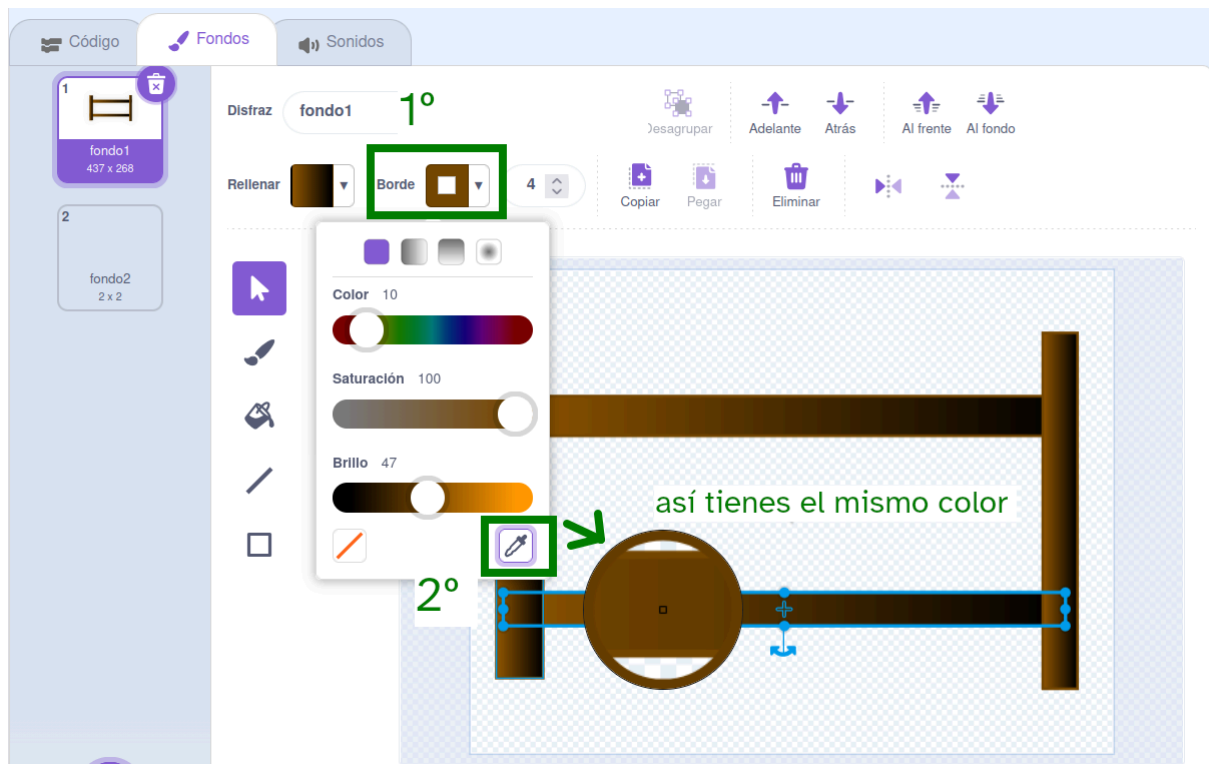 Código
Fondos
Sonidos
1
fondo1
437 x 268
2
fondo2
2 x 2
Disfraz
fondo1
1º
Desagrupar
Adelante
Atrás
Al frente
Al fondo
Rellenar
Borde
4
Copiar
Pegar
Eliminar
Color 10
Saturación 100
Brillo 47
así tienes el mismo color
2º